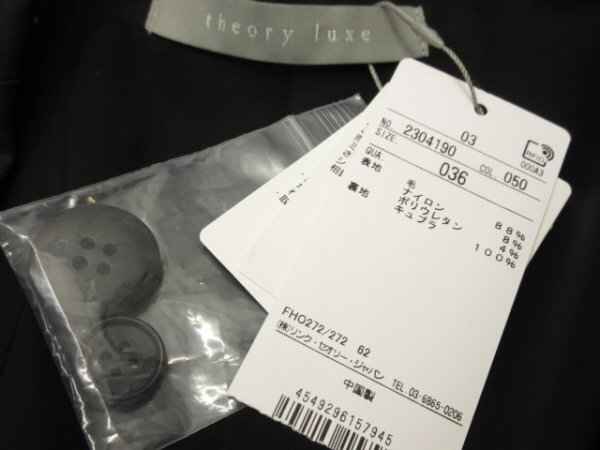 theory luxe
03
NO. 2304190 COL. 050
SIZE. 036
RFID
000A3
QUA.
表地 毛 88%
ナイロン 8%
ポリウレタン 4%
裏地 キュプラ 100%
FHO272/272 62
(株)リンク・セオリー・ジャパン TEL.03-6865-0206
中国製
4549296157945